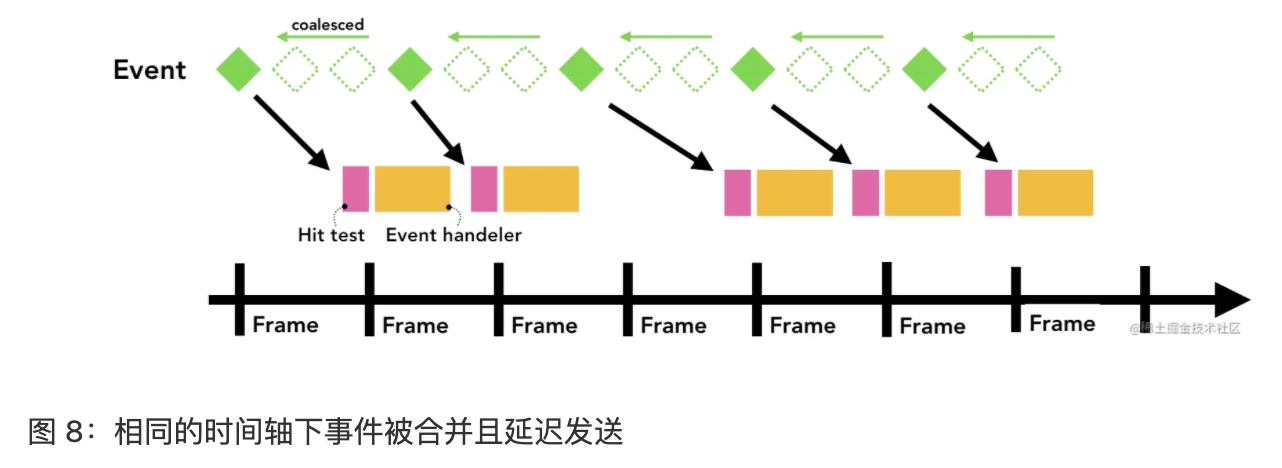 coalesced
Event
Hit test
Event handeler
Frame
Frame
Frame
Frame
Frame
Frame
Frame
@稀土掘金技术社区
图 8：相同的时间轴下事件被合并且延迟发送